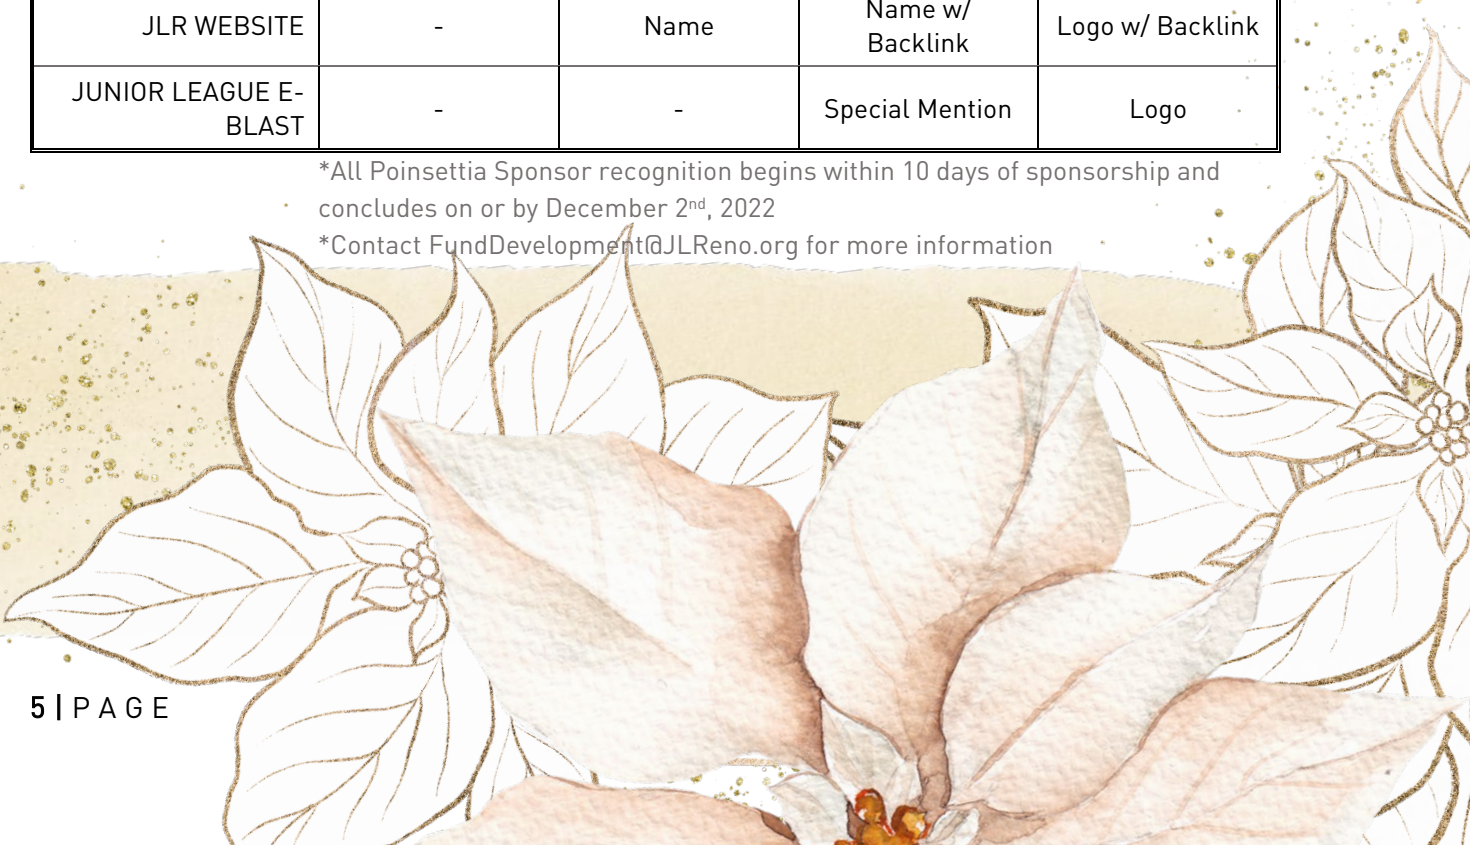 Name w/
JLR WEBSITE - Name Backlink Logo w/ Backlink
JUNIOR LEAGUE E-
BLAST - - Special Mention Logo
*All Poinsettia Sponsor recognition begins within 10 days of sponsorship and
concludes on or by December 2nd, 2022
*Contact FundDevelopment@JLReno.org for more information
5 | PAGE